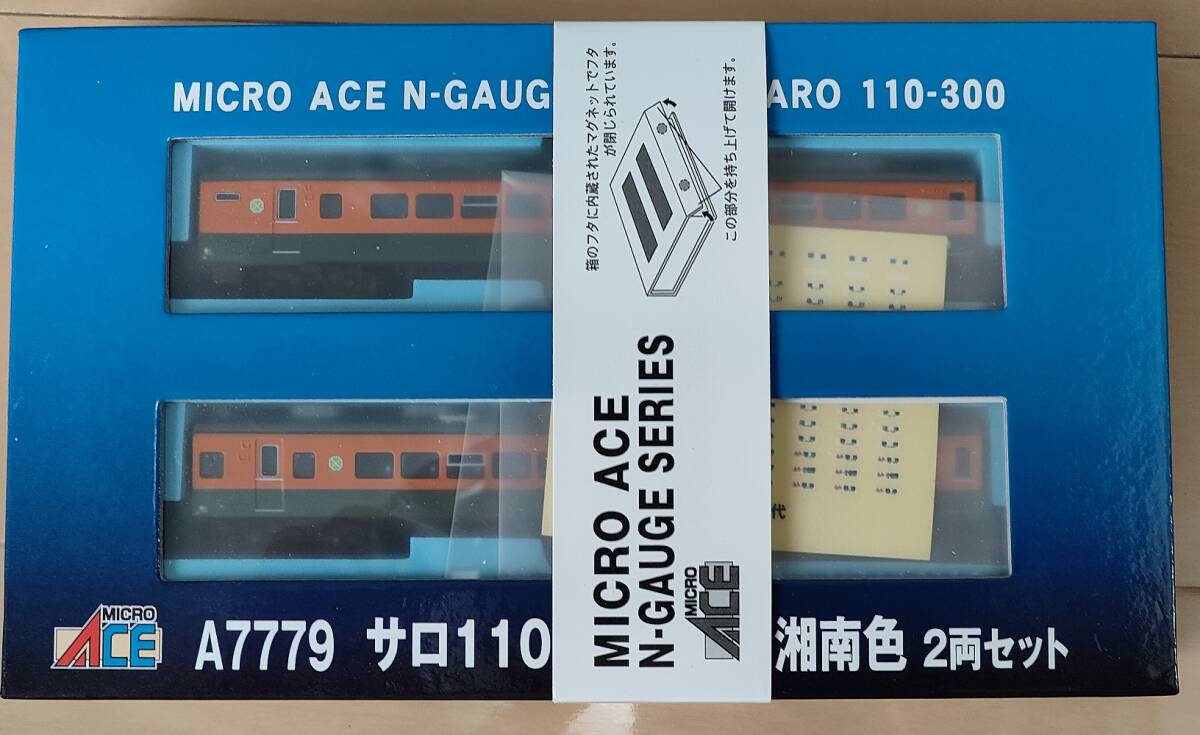 MICRO ACE N-GAUG
ARO 110-300
箱のフタに内蔵されたマグネットでフタ
が閉じられています。
この部分を持ち上げて開けます。
MICRO ACE
N-GAUGE SERIES
MICRO
ACE
代
MICRO
ACE
A7779 サロ110
湘南色 2両セット